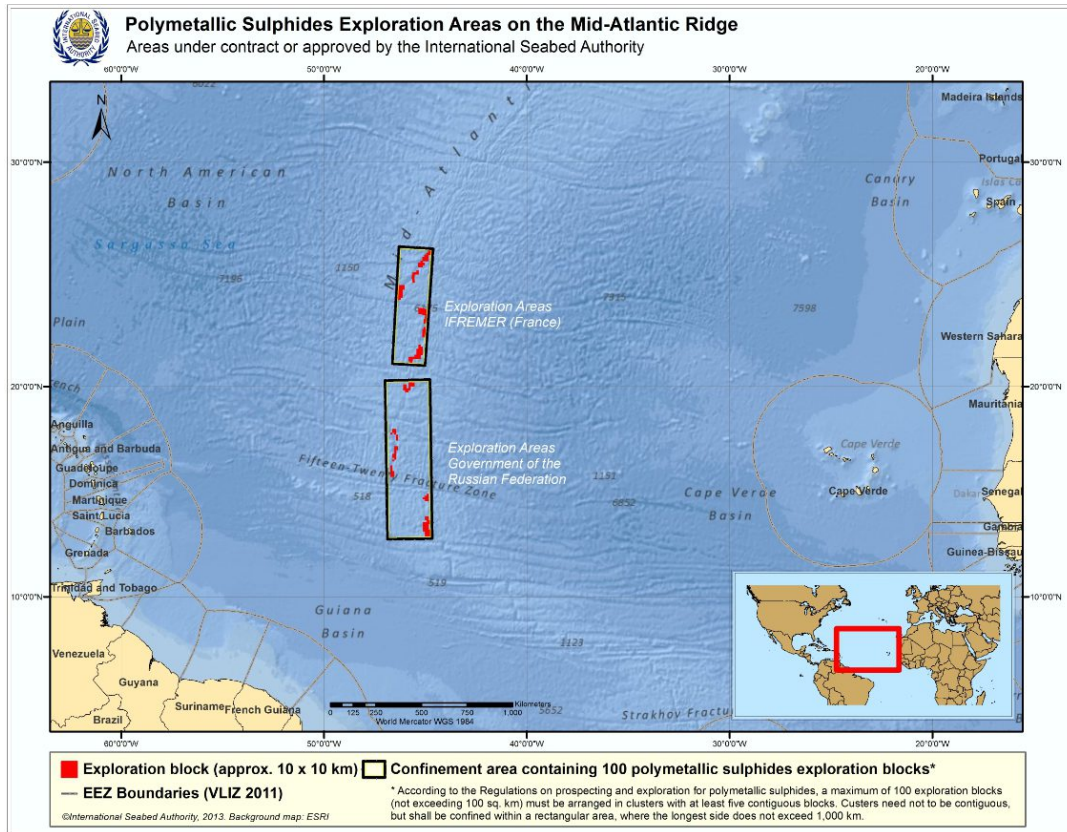 INTERNATIONAL SEABED AUTHORITY
Polymetallic Sulphides Exploration Areas on the Mid-Atlantic Ridge
Areas under contract or approved by the International Seabed Authority
60°0'0"W 50°0'0"W 40°0'0"W 30°0'0"W 20°0'0"W
6022
Madeira Islands
N
30°0'0"N
30°0'0"N
Portugal
North American
Basin
Mid-Atlanti
Canary
Basin
Spain
Sargasso Sea
7196
1150
7315
7598
Exploration Areas
IFREMER (France)
Plain
Western Sahara
20°0'0"N
20°0'0"N
Mauritania
Anguilla
Antigua and Barbuda
Guadeloupe
Dominica
Martinique
Saint Lucia
Barbados
Grenada
Trinidad and Tobago
Exploration Areas
Government of the
Russian Federation
Fifteen-Twenty Fracture Zone
518
1151
6852
Cape Verde
Basin
Cape Verde
Cape Verde
Dakar
Senegal
Gambia
Guinea-Bissau
519
10°0'0"N
10°0'0"N
Guiana
Basin
1123
Venezuela
Guyana
Suriname
French Guiana
Brazil
0 125 250 500 750 1,000
Kilometers
World Mercator WGS 1984
5652
Strakhov Fractu
60°0'0"W 50°0'0"W 40°0'0"W 30°0'0"W 20°0'0"W
Exploration block (approx. 10 x 10 km)
Confinement area containing 100 polymetallic sulphides exploration blocks*
EEZ Boundaries (VLIZ 2011)
* According to the Regulations on prospecting and exploration for polymetallic sulphides, a maximum of 100 exploration blocks
(not exceeding 100 sq. km) must be arranged in clusters with at least five contiguous blocks. Custers need not to be contiguous,
but shall be confined within a rectangular area, where the longest side does not exceed 1,000 km.
©International Seabed Authority, 2013. Background map: ESRI